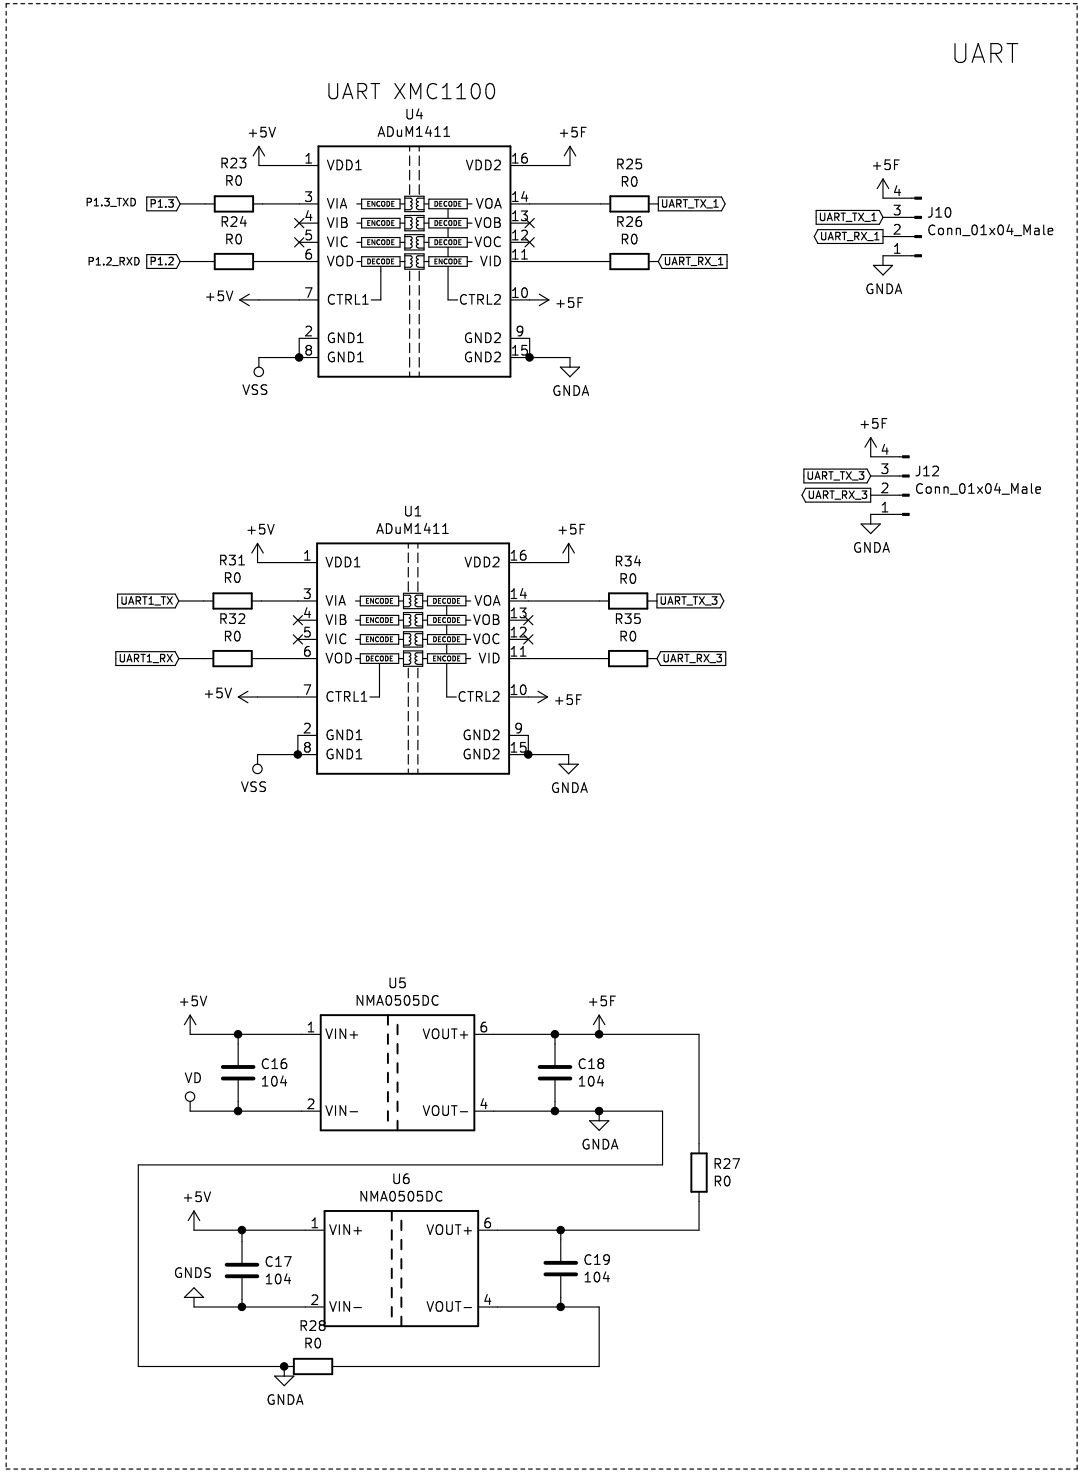 UART
UART XMC1100
U4
ADuM1411
+5V
+5F
1 VDD1
VDD2 16
R23
R0
R25
R0
P1.3_TXD P1.3
3 VIA ENCODE DECODE VOA 14
UART_TX_1
R24
R0
R26
R0
4 VIB ENCODE DECODE VOB 13
5 VIC ENCODE DECODE VOC 12
P1.2_RXD P1.2
6 VOD DECODE ENCODE VID 11
UART_RX_1
+5V
7 CTRL1
CTRL2 10
+5F
2 GND1
GND2 9
8 GND1
GND2 15
VSS
GNDA
+5F
4
UART_TX_1 3
J10
UART_RX_1 2
Conn_01x04_Male
1
GNDA
+5F
4
UART_TX_3 3
J12
UART_RX_3 2
Conn_01x04_Male
1
GNDA
U1
ADuM1411
+5V
+5F
1 VDD1
VDD2 16
R31
R0
R34
R0
UART1_TX
3 VIA ENCODE DECODE VOA 14
UART_TX_3
R32
R0
R35
R0
4 VIB ENCODE DECODE VOB 13
5 VIC ENCODE DECODE VOC 12
UART1_RX
6 VOD DECODE ENCODE VID 11
UART_RX_3
+5V
7 CTRL1
CTRL2 10
+5F
2 GND1
GND2 9
8 GND1
GND2 15
VSS
GNDA
U5
NMA0505DC
+5V
+5F
1 VIN+
VOUT+ 6
C16
104
C18
104
VD
2 VIN-
VOUT- 4
GNDA
R27
R0
U6
NMA0505DC
+5V
1 VIN+
VOUT+ 6
C17
104
C19
104
GNDS
2 VIN-
VOUT- 4
R28
R0
GNDA